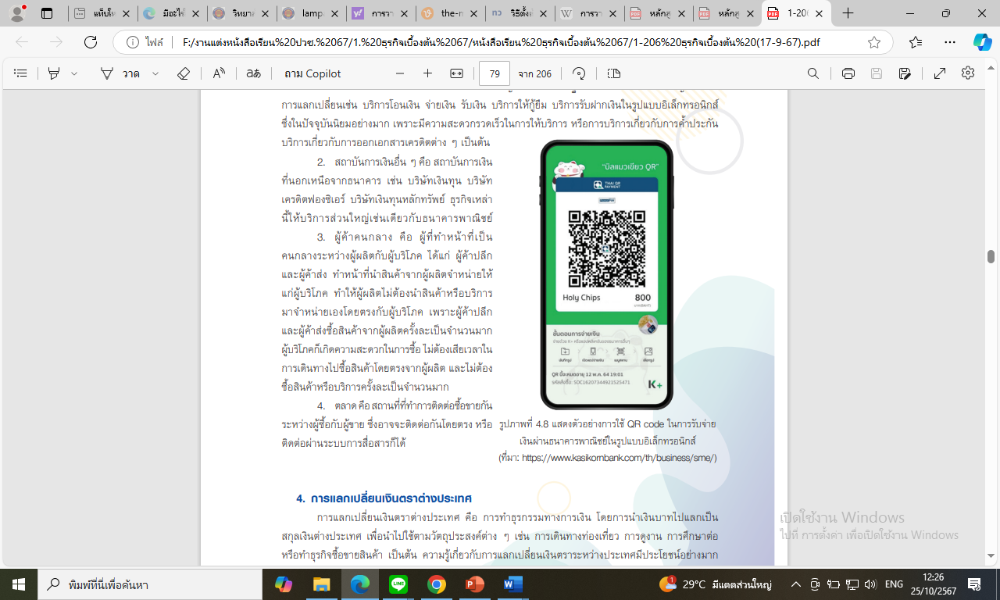 แท็บให
มีอะไรใ
วิทยาล
lampa
การวา
the-n
วิธีตั้งเ
การวา
หลักสู
หลักสู
1-20
ไฟล์
F:/งานแต่งหนังสือเรียน%20ปวช.%2067/1.%20ธุรกิจเบื้องต้น%2067/หนังสือเรียน%20ธุรกิจเบื้องต้น%2067/1-206%20ธุรกิจเบื้องต้น%20(17-9-67).pdf
วาด
ถาม Copilot
79
จาก 206
การแลกเปลี่ยนเช่น บริการโอนเงิน จ่ายเงิน รับเงิน บริการให้กู้ยืม บริการรับฝากเงินในรูปแบบอิเล็กทรอนิกส์
ซึ่งในปัจจุบันนิยมอย่างมาก เพราะมีความสะดวกรวดเร็วในการให้บริการ หรือการบริการเกี่ยวกับการค้ำประกัน
บริการเกี่ยวกับการออกเอกสารเครดิตต่าง ๆ เป็นต้น
2. สถาบันการเงินอื่น ๆ คือ สถาบันการเงิน
ที่นอกเหนือจากธนาคาร เช่น บริษัทเงินทุน บริษัท
เครดิตฟองซิเอร์ บริษัทเงินทุนหลักทรัพย์ ธุรกิจเหล่า
นี้ให้บริการส่วนใหญ่เช่นเดียวกับธนาคารพาณิชย์
3. ผู้ค้าคนกลาง คือ ผู้ที่ทำหน้าที่เป็น
คนกลางระหว่างผู้ผลิตกับผู้บริโภค ได้แก่ ผู้ค้าปลีก
และผู้ค้าส่ง ทำหน้าที่นำสินค้าจากผู้ผลิตจำหน่ายให้
แก่ผู้บริโภค ทำให้ผู้ผลิตไม่ต้องนำสินค้าหรือบริการ
มาจำหน่ายเองโดยตรงกับผู้บริโภค เพราะผู้ค้าปลีก
และผู้ค้าส่งซื้อสินค้าจากผู้ผลิตครั้งละเป็นจำนวนมาก
ผู้บริโภคก็เกิดความสะดวกในการซื้อ ไม่ต้องเสียเวลาใน
การเดินทางไปซื้อสินค้าโดยตรงจากผู้ผลิต และไม่ต้อง
ซื้อสินค้าหรือบริการครั้งละเป็นจำนวนมาก
4. ตลาด คือ สถานที่ที่ทำการติดต่อซื้อขายกัน
ระหว่างผู้ซื้อกับผู้ขาย ซึ่งอาจจะติดต่อกันโดยตรง หรือ
ติดต่อผ่านระบบการสื่อสารก็ได้
"บิลแมวเขียว QR"
THAI QR
PAYMENT
Holy Chips 800
ขั้นตอนการจ่ายเงิน
QR นี้จะหมดอายุ 12 พ.ค. 64 19:01
รหัสสั่งซื้อ: SOC16207344921525471
K+
รูปภาพที่ 4.8 แสดงตัวอย่างการใช้ QR code ในการรับจ่าย
เงินผ่านธนาคารพาณิชย์ในรูปแบบอิเล็กทรอนิกส์
(ที่มา: https://www.kasikornbank.com/th/business/sme/)
4. การแลกเปลี่ยนเงินตราต่างประเทศ
การแลกเปลี่ยนเงินตราต่างประเทศ คือ การทำธุรกรรมทางการเงิน โดยการนำเงินบาทไปแลกเป็น
สกุลเงินต่างประเทศ เพื่อนำไปใช้ตามวัตถุประสงค์ต่าง ๆ เช่น การเดินทางท่องเที่ยว การดูงาน การศึกษาต่อ
หรือทำธุรกิจซื้อขายสินค้า เป็นต้น ความรู้เกี่ยวกับการแลกเปลี่ยนเงินตราระหว่างประเทศมีประโยชน์อย่างมาก
เปิดใช้งาน Windows
ไปที่ การตั้งค่า เพื่อเปิดใช้งาน Windows
พิมพ์ที่นี่เพื่อค้นหา
29°C มีแดดส่วนใหญ่
ENG
12:26
25/10/2567